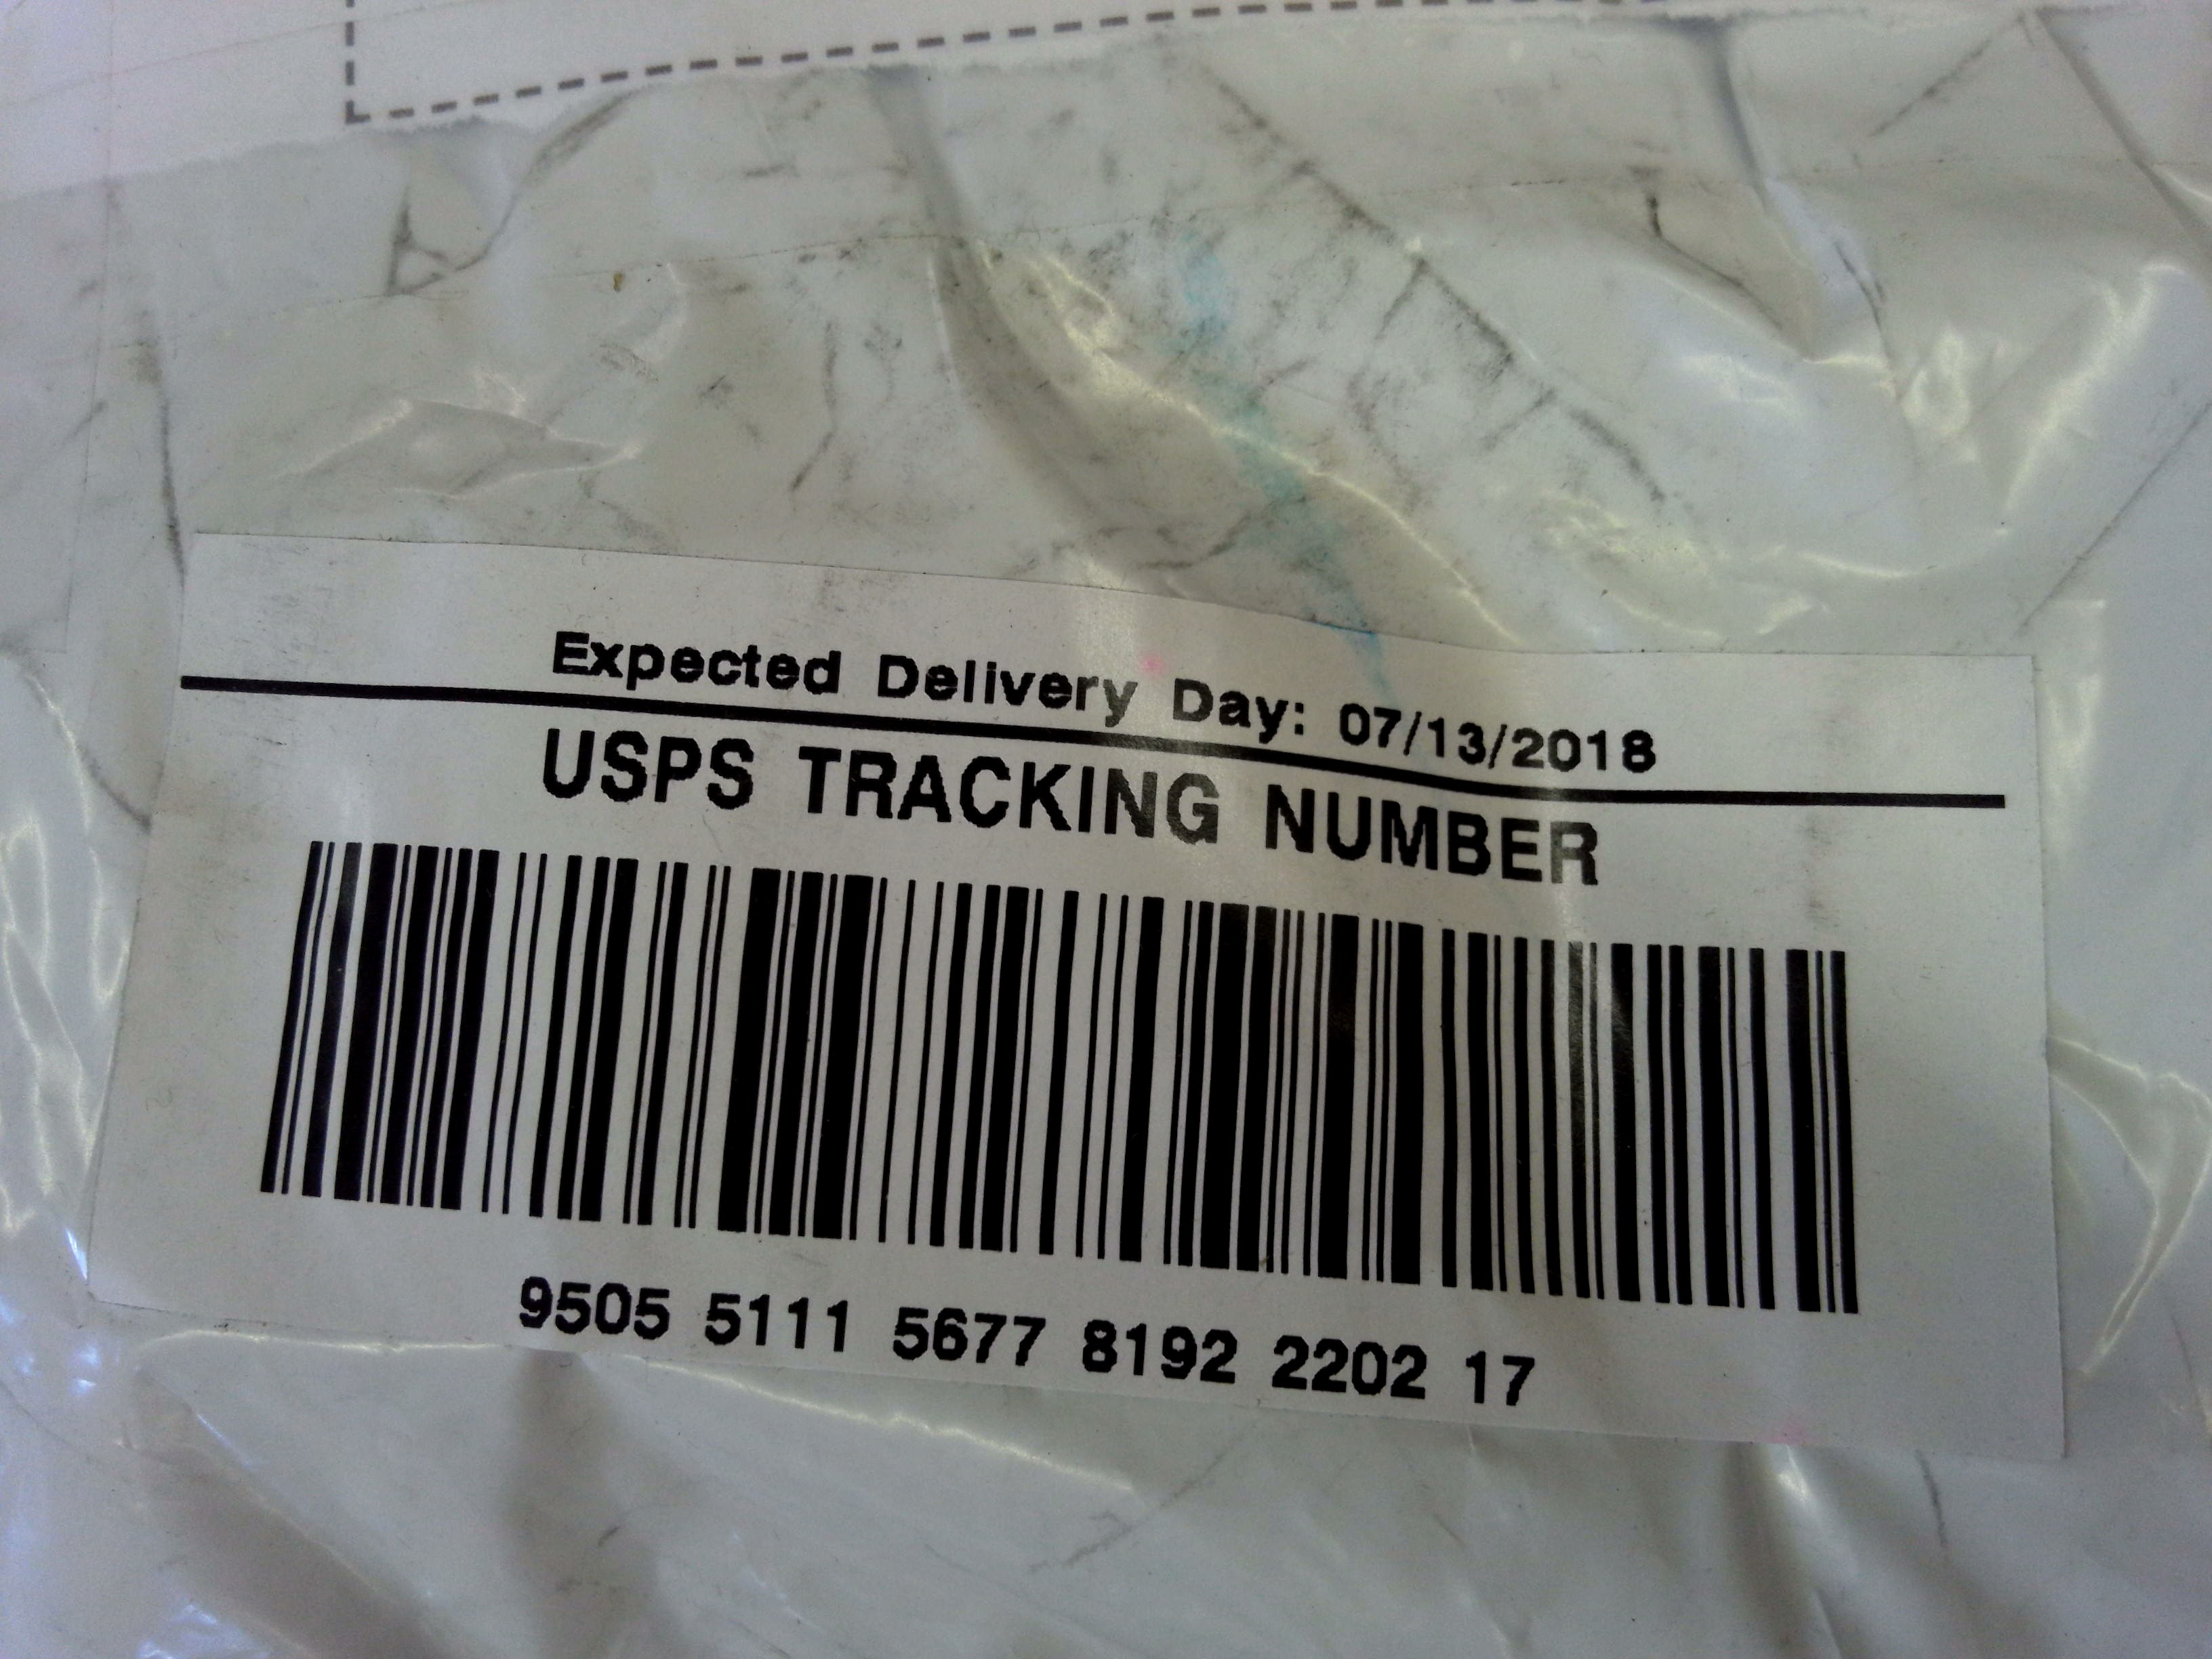 Expected Delivery Day: 07/13/2018
USPS TRACKING NUMBER
9505 5111 5677 8192 2202 17